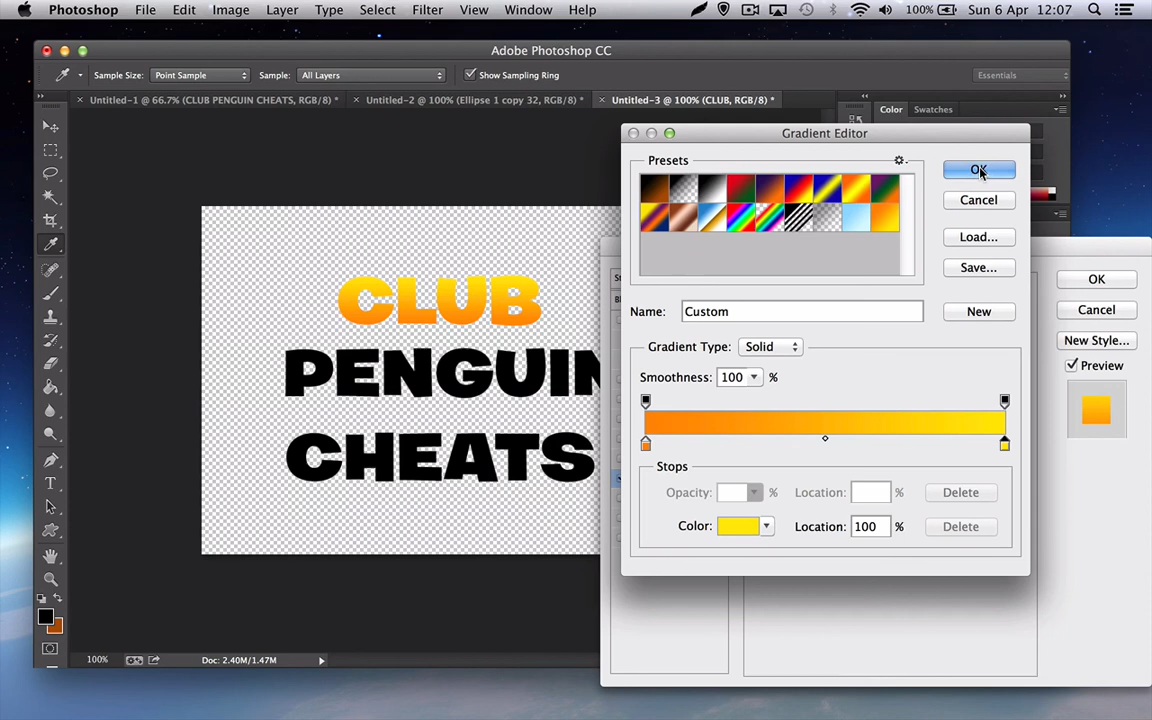 Photoshop File Edit Image Layer Type Select Filter View Window Help 100% Sun 6 Apr 12:07
Adobe Photoshop CC
Sample Size: Point Sample Sample: All Layers Show Sampling Ring Essentials
Untitled-1 @ 66.7% (CLUB PENGUIN CHEATS, RGB/8) * Untitled-2 @ 100% (Ellipse 1 copy 32, RGB/8) * Untitled-3 @ 100% (CLUB, RGB/8) * Color Swatches
Gradient Editor
Presets
OK
Cancel
Load...
Save...
Name: Custom New
Gradient Type: Solid
Smoothness: 100 %
Stops
Opacity: % Location: % Delete
Color: Location: 100 % Delete
OK
Cancel
New Style...
Preview
CLUB
PENGUIN
CHEATS
100% Doc: 2.40M/1.47M